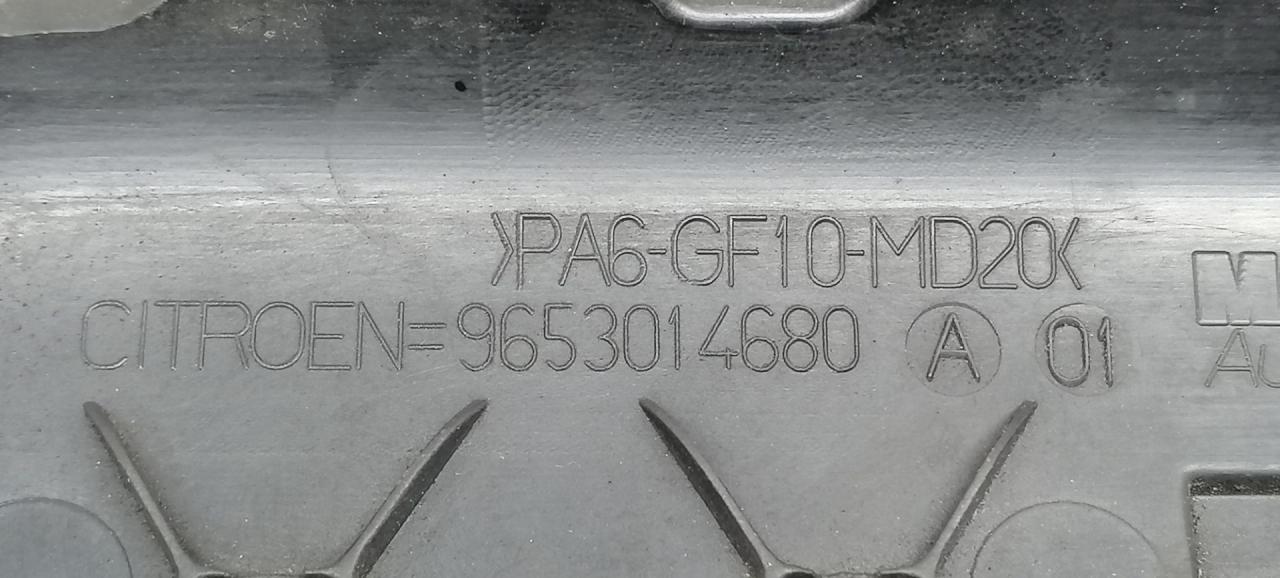 >PA6-GF10-MD20<
CITROEN=9653014680 A 01